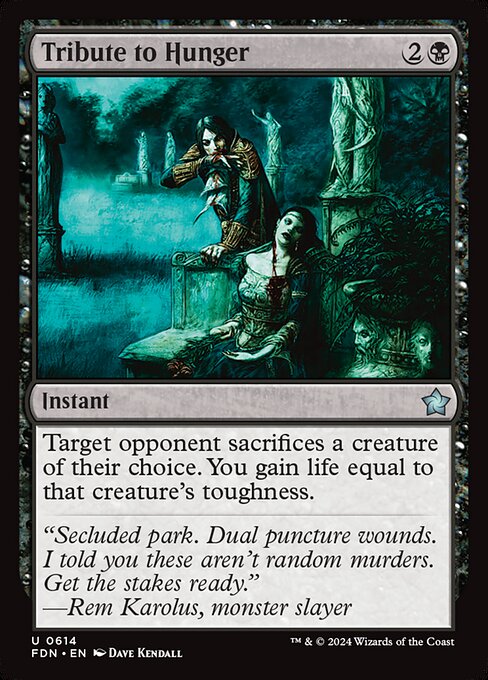 Tribute to Hunger 2
Instant
Target opponent sacrifices a creature
of their choice. You gain life equal to
that creature's toughness.
“Secluded park. Dual puncture wounds.
I told you these aren't random murders.
Get the stakes ready.”
—Rem Karolus, monster slayer
U 0614
FDN • EN DAVE KENDALL
™ & © 2024 Wizards of the Coast